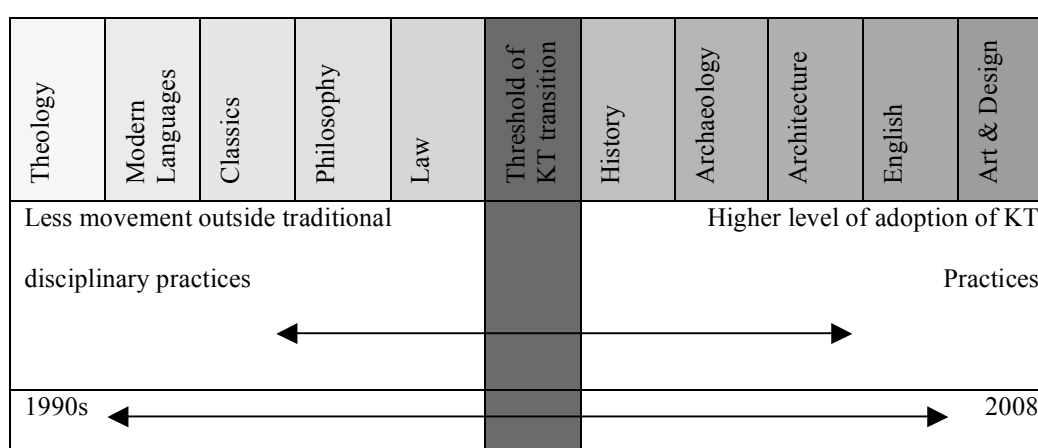 Theology
Modern
Languages
Classics
Philosophy
Law
Threshold of
KT transition
History
Archaeology
Architecture
English
Art & Design
Less movement outside traditional
disciplinary practices
Higher level of adoption of KT
Practices
1990s
2008